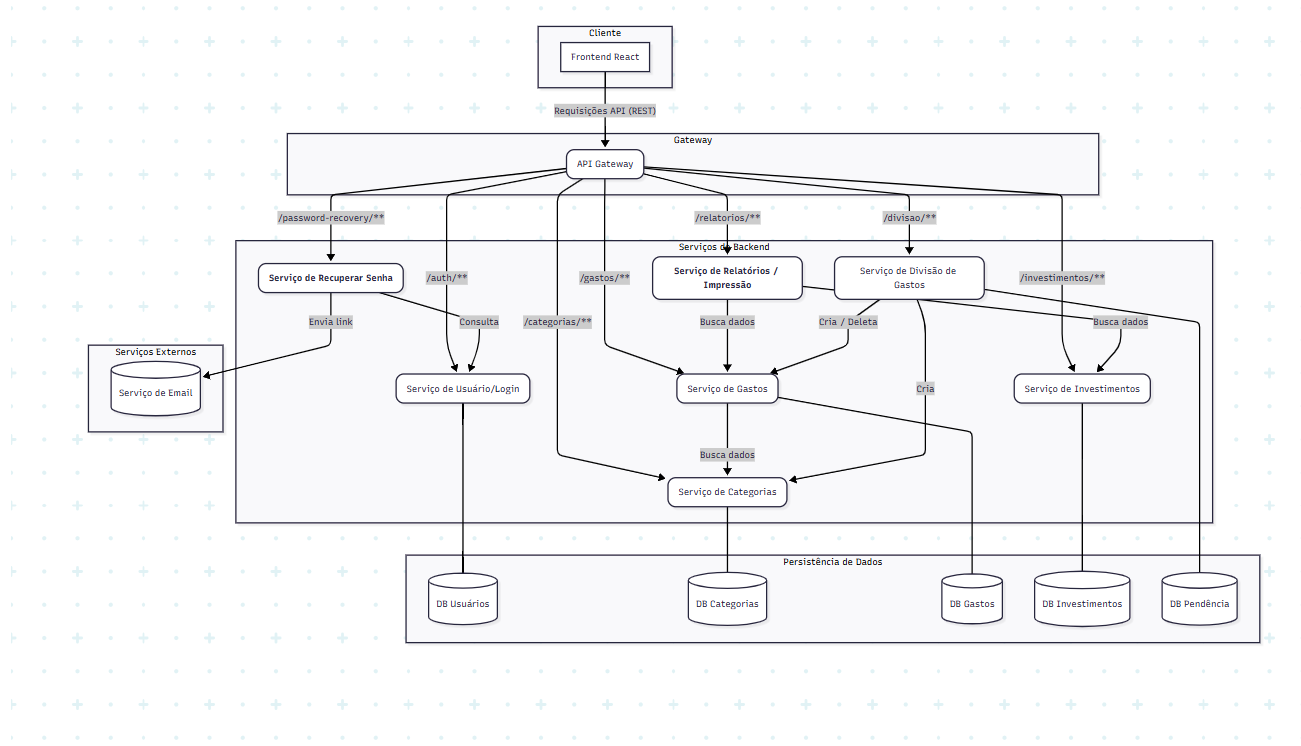 Cliente
Frontend React
Requisições API (REST)
Gateway
API Gateway
/password-recovery/**
/relatorios/**
/divisao/**
Serviços de Backend
Serviço de Recuperar Senha
/auth/**
/gastos/**
Serviço de Relatórios /
Impressão
Serviço de Divisão de
Gastos
/investimentos/**
Envia link
Consulta
/categorias/**
Busca dados
Cria / Deleta
Busca dados
Serviços Externos
Serviço de Email
Serviço de Usuário/Login
Serviço de Gastos
Cria
Serviço de Investimentos
Busca dados
Serviço de Categorias
Persistência de Dados
DB Usuários
DB Categorias
DB Gastos
DB Investimentos
DB Pendência